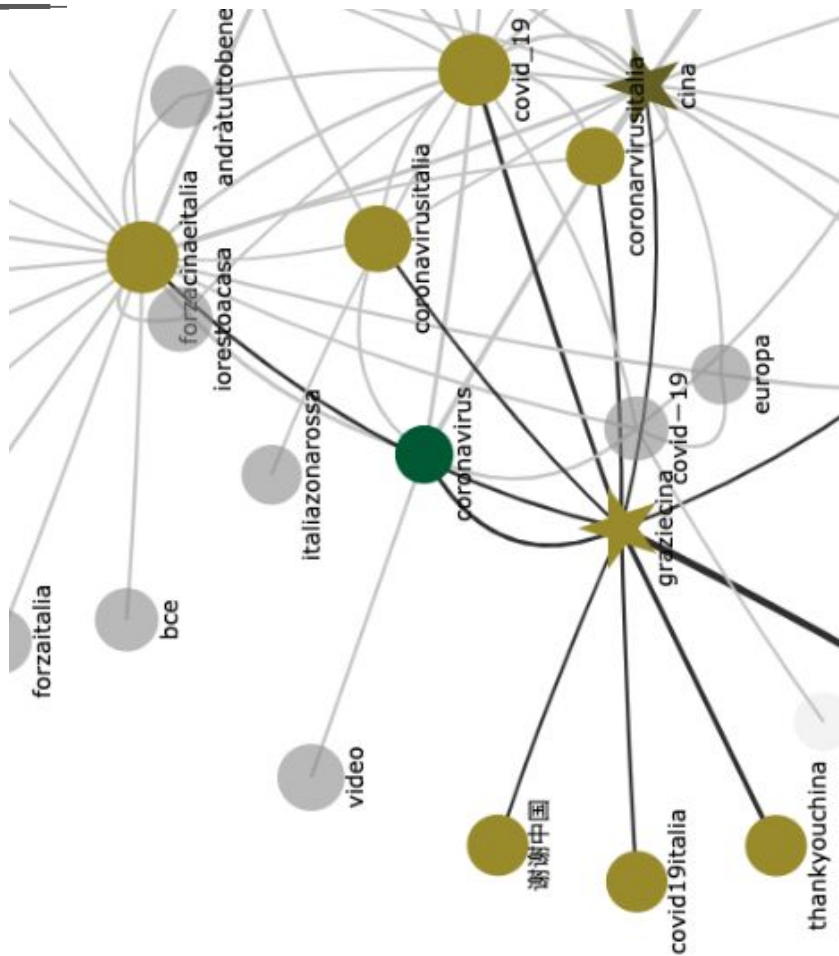 andràtuttobene
covid_19
cina
coronarvirusitalia
forzacinaeitalia
coronavirusitalia
iorestoacasa
europa
covid−19
italiazonarossa
coronavirus
graziecina
forzaitalia
bce
video
谢谢中国
covid19italia
thankyouchina